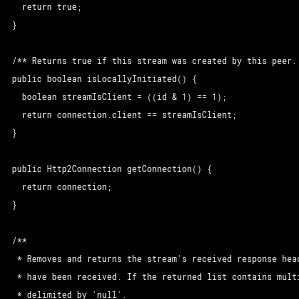 return true;
}
/** Returns true if this stream was created by this peer.
public boolean isLocallyInitiated() {
boolean streamIsClient = ((id & 1) == 1);
return connection.client == streamIsClient;
}
public Http2Connection getConnection() {
return connection;
}
/**
* Removes and returns the stream's received response head
* have been received. If the returned list contains multi
* delimited by 'null'.